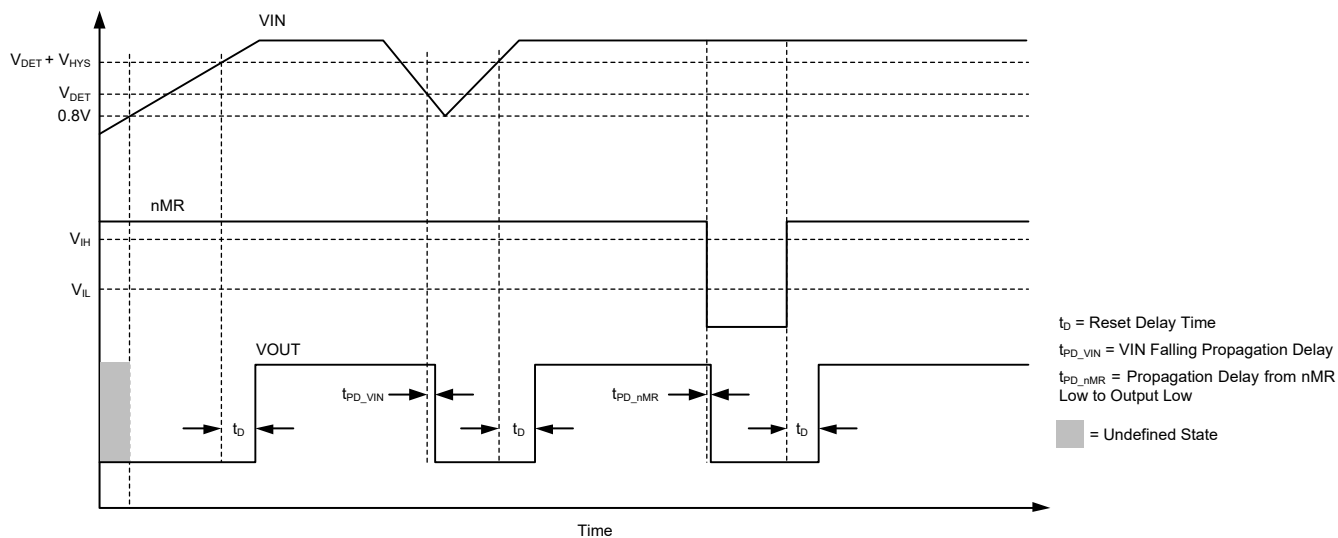 VIN
VDET + VHYS
VDET
0.8V
nMR
VIH
VIL
VOUT
tPD_VIN
tPD_nMR
tD
tD
tD
Time
tD = Reset Delay Time
tPD_VIN = VIN Falling Propagation Delay
tPD_nMR = Propagation Delay from nMR
Low to Output Low
= Undefined State